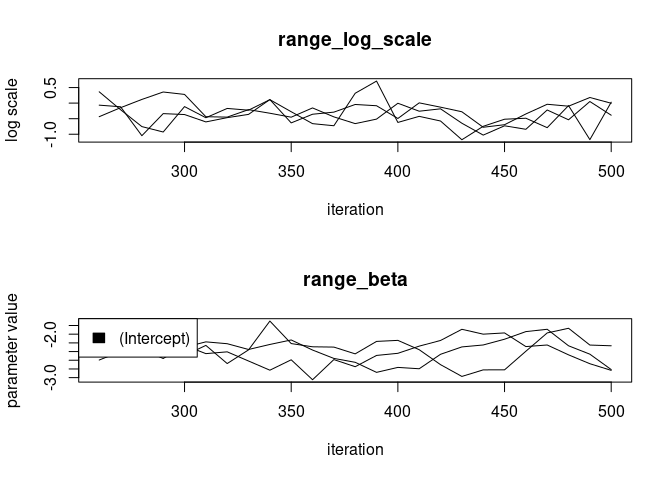 range_log_scale
log scale
0.5
-1.0
300 350 400 450 500
iteration
range_beta
parameter value
-2.0
-3.0
(Intercept)
300 350 400 450 500
iteration